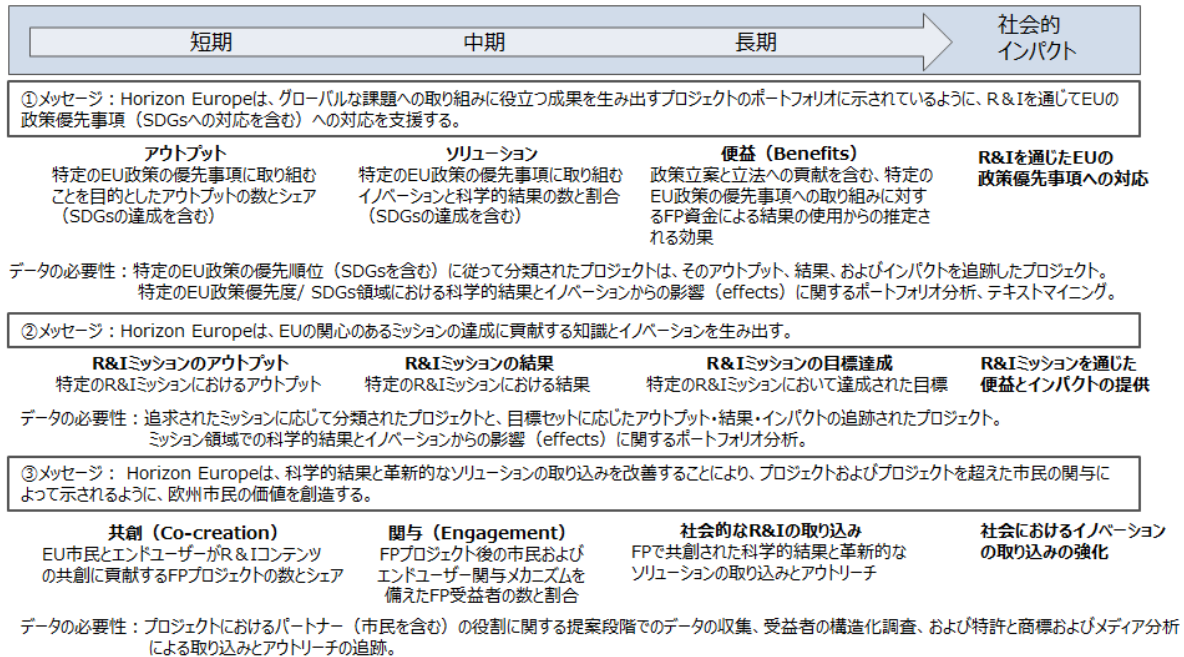 短期 中期 長期 社会的
インパクト
①メッセージ：Horizon Europeは、グローバルな課題への取り組みに役立つ成果を生み出すプロジェクトのポートフォリオに示されているように、R＆Iを通じてEUの
政策優先事項（SDGsへの対応を含む）への対応を支援する。
アウトプット
特定のEU政策の優先事項に取り組む
ことを目的としたアウトプットの数とシェア
（SDGsの達成を含む）
ソリューション
特定のEU政策の優先事項に取り組む
イノベーションと科学的結果の数と割合
（SDGsの達成を含む）
便益（Benefits）
政策立案と立法への貢献を含む、特定の
EU政策の優先事項への取り組みに対す
るFP資金による結果の使用からの推定さ
れる効果
R&Iを通じたEUの
政策優先事項への対応
データの必要性：特定のEU政策の優先順位（SDGsを含む）に従って分類されたプロジェクトは、そのアウトプット、結果、およびインパクトを追跡したプロジェクト。
特定のEU政策優先度/ SDGs領域における科学的結果とイノベーションからの影響（effects）に関するポートフォリオ分析、テキストマイニング。
②メッセージ：Horizon Europeは、EUの関心のあるミッションの達成に貢献する知識とイノベーションを生み出す。
R&Iミッションのアウトプット
特定のR&Iミッションにおけるアウトプット
R&Iミッションの結果
特定のR&Iミッションにおける結果
R&Iミッションの目標達成
特定のR&Iミッションにおいて達成された目標
R&Iミッションを通じた
便益とインパクトの提供
データの必要性：追求されたミッションに応じて分類されたプロジェクトと、目標セットに応じたアウトプット・結果・インパクトの追跡されたプロジェクト。
ミッション領域での科学的結果とイノベーションからの影響（effects）に関するポートフォリオ分析。
③メッセージ： Horizon Europeは、科学的結果と革新的なソリューションの取り込みを改善することにより、プロジェクトおよびプロジェクトを超えた市民の関与に
よって示されるように、欧州市民の価値を創造する。
共創（Co-creation）
EU市民とエンドユーザーがR＆Iコンテンツ
の共創に貢献するFPプロジェクトの数とシェア
関与（Engagement）
FPプロジェクト後の市民および
エンドユーザー関与メカニズムを
備えたFP受益者の数と割合
社会的なR&Iの取り込み
FPで共創された科学的結果と革新的な
ソリューションの取り込みとアウトリーチ
社会におけるイノベーション
の取り込みの強化
データの必要性：プロジェクトにおけるパートナー（市民を含む）の役割に関する提案段階でのデータの収集、受益者の構造化調査、および特許と商標およびメディア分析
による取り込みとアウトリーチの追跡。